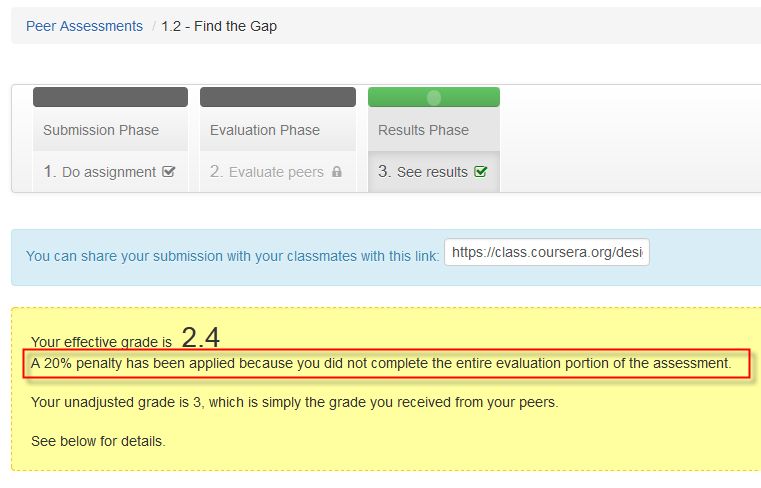 Peer Assessments / 1.2 - Find the Gap
Submission Phase Evaluation Phase Results Phase
1. Do assignment 2. Evaluate peers 3. See results
You can share your submission with your classmates with this link: https://class.coursera.org/desi
Your effective grade is 2.4
A 20% penalty has been applied because you did not complete the entire evaluation portion of the assessment.
Your unadjusted grade is 3, which is simply the grade you received from your peers.
See below for details.